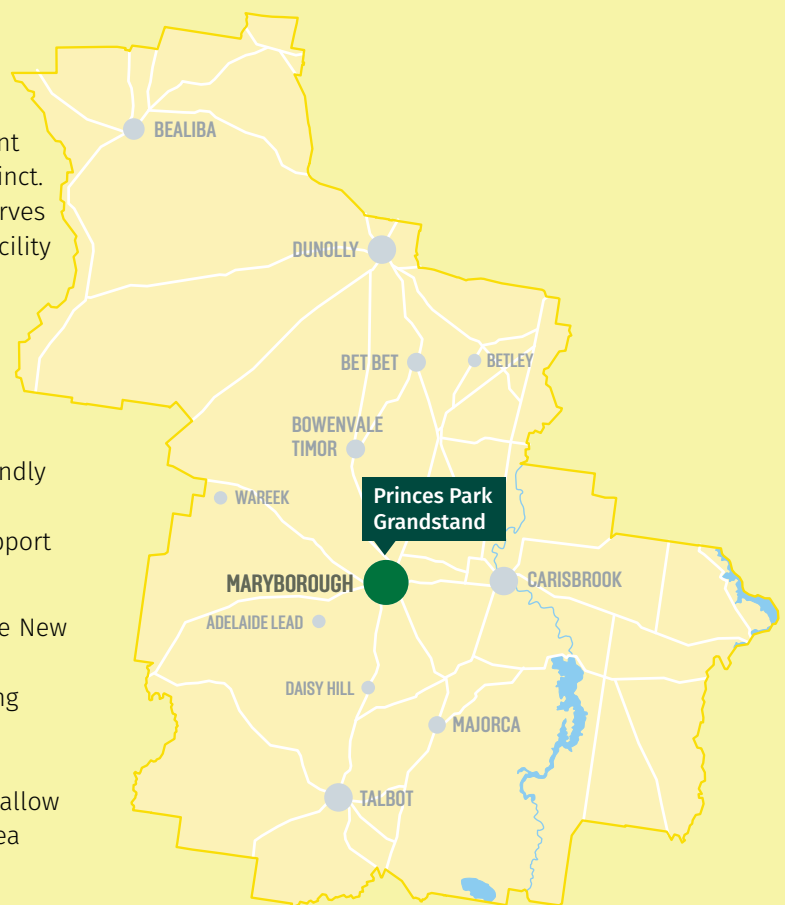 nt
inct.
rves
cility
ndly
pport
e New
ng
allow
ea
BEALIBA
DUNOLLY
BET BET
BETLEY
BOWENVALE
TIMOR
WAREEK
Princes Park
Grandstand
MARYBOROUGH
CARISBROOK
ADELAIDE LEAD
DAISY HILL
MAJORCA
TALBOT